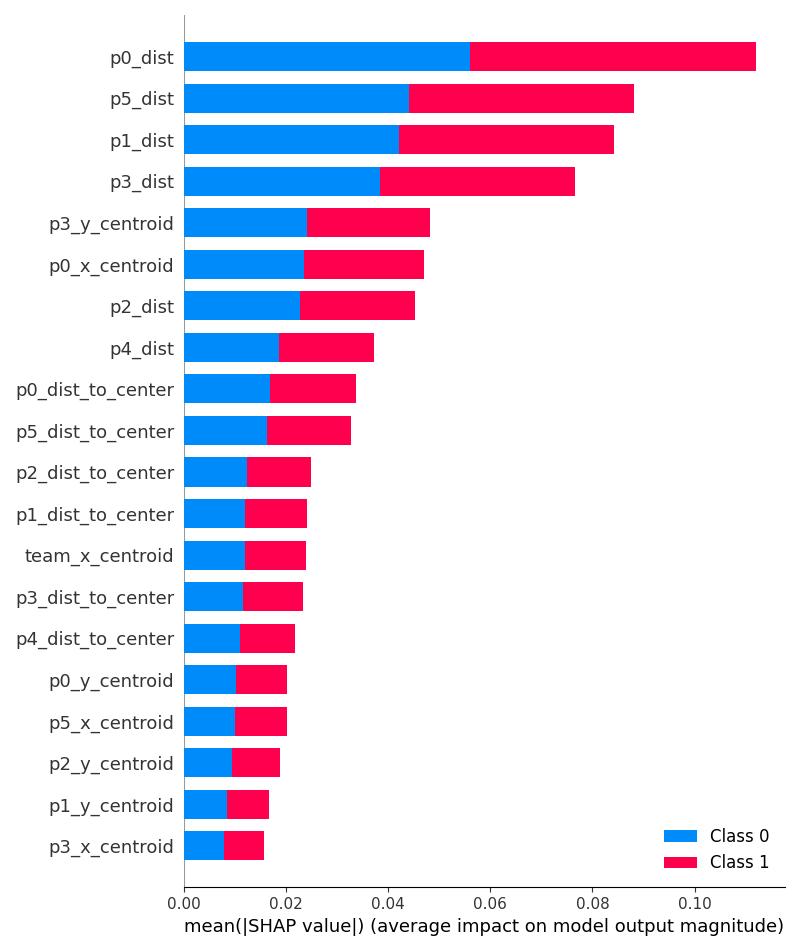 p0_dist
p5_dist
p1_dist
p3_dist
p3_y_centroid
p0_x_centroid
p2_dist
p4_dist
p0_dist_to_center
p5_dist_to_center
p2_dist_to_center
p1_dist_to_center
team_x_centroid
p3_dist_to_center
p4_dist_to_center
p0_y_centroid
p5_x_centroid
p2_y_centroid
p1_y_centroid
p3_x_centroid
Class 0
Class 1
0.00 0.02 0.04 0.06 0.08 0.10
mean(|SHAP value|) (average impact on model output magnitude)